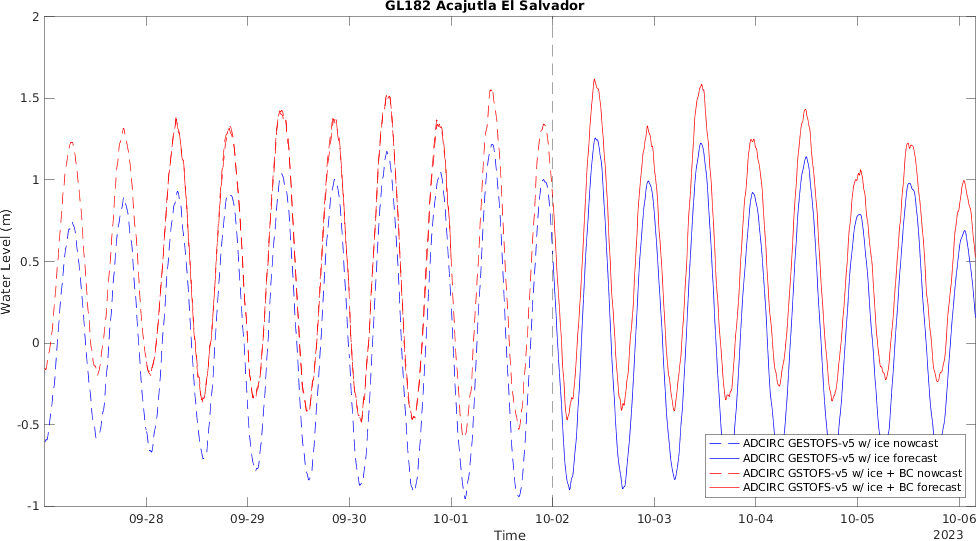 GL182 Acajutla El Salvador
2
1.5
1
0.5
0
-0.5
-1
Water Level (m)
09-28 09-29 09-30 10-01 10-02 10-03 10-04 10-05 10-06
Time
2023
ADCIRC GESTOFS-v5 w/ ice nowcast
ADCIRC GESTOFS-v5 w/ ice forecast
ADCIRC GSTOFS-v5 w/ ice + BC nowcast
ADCIRC GSTOFS-v5 w/ ice + BC forecast